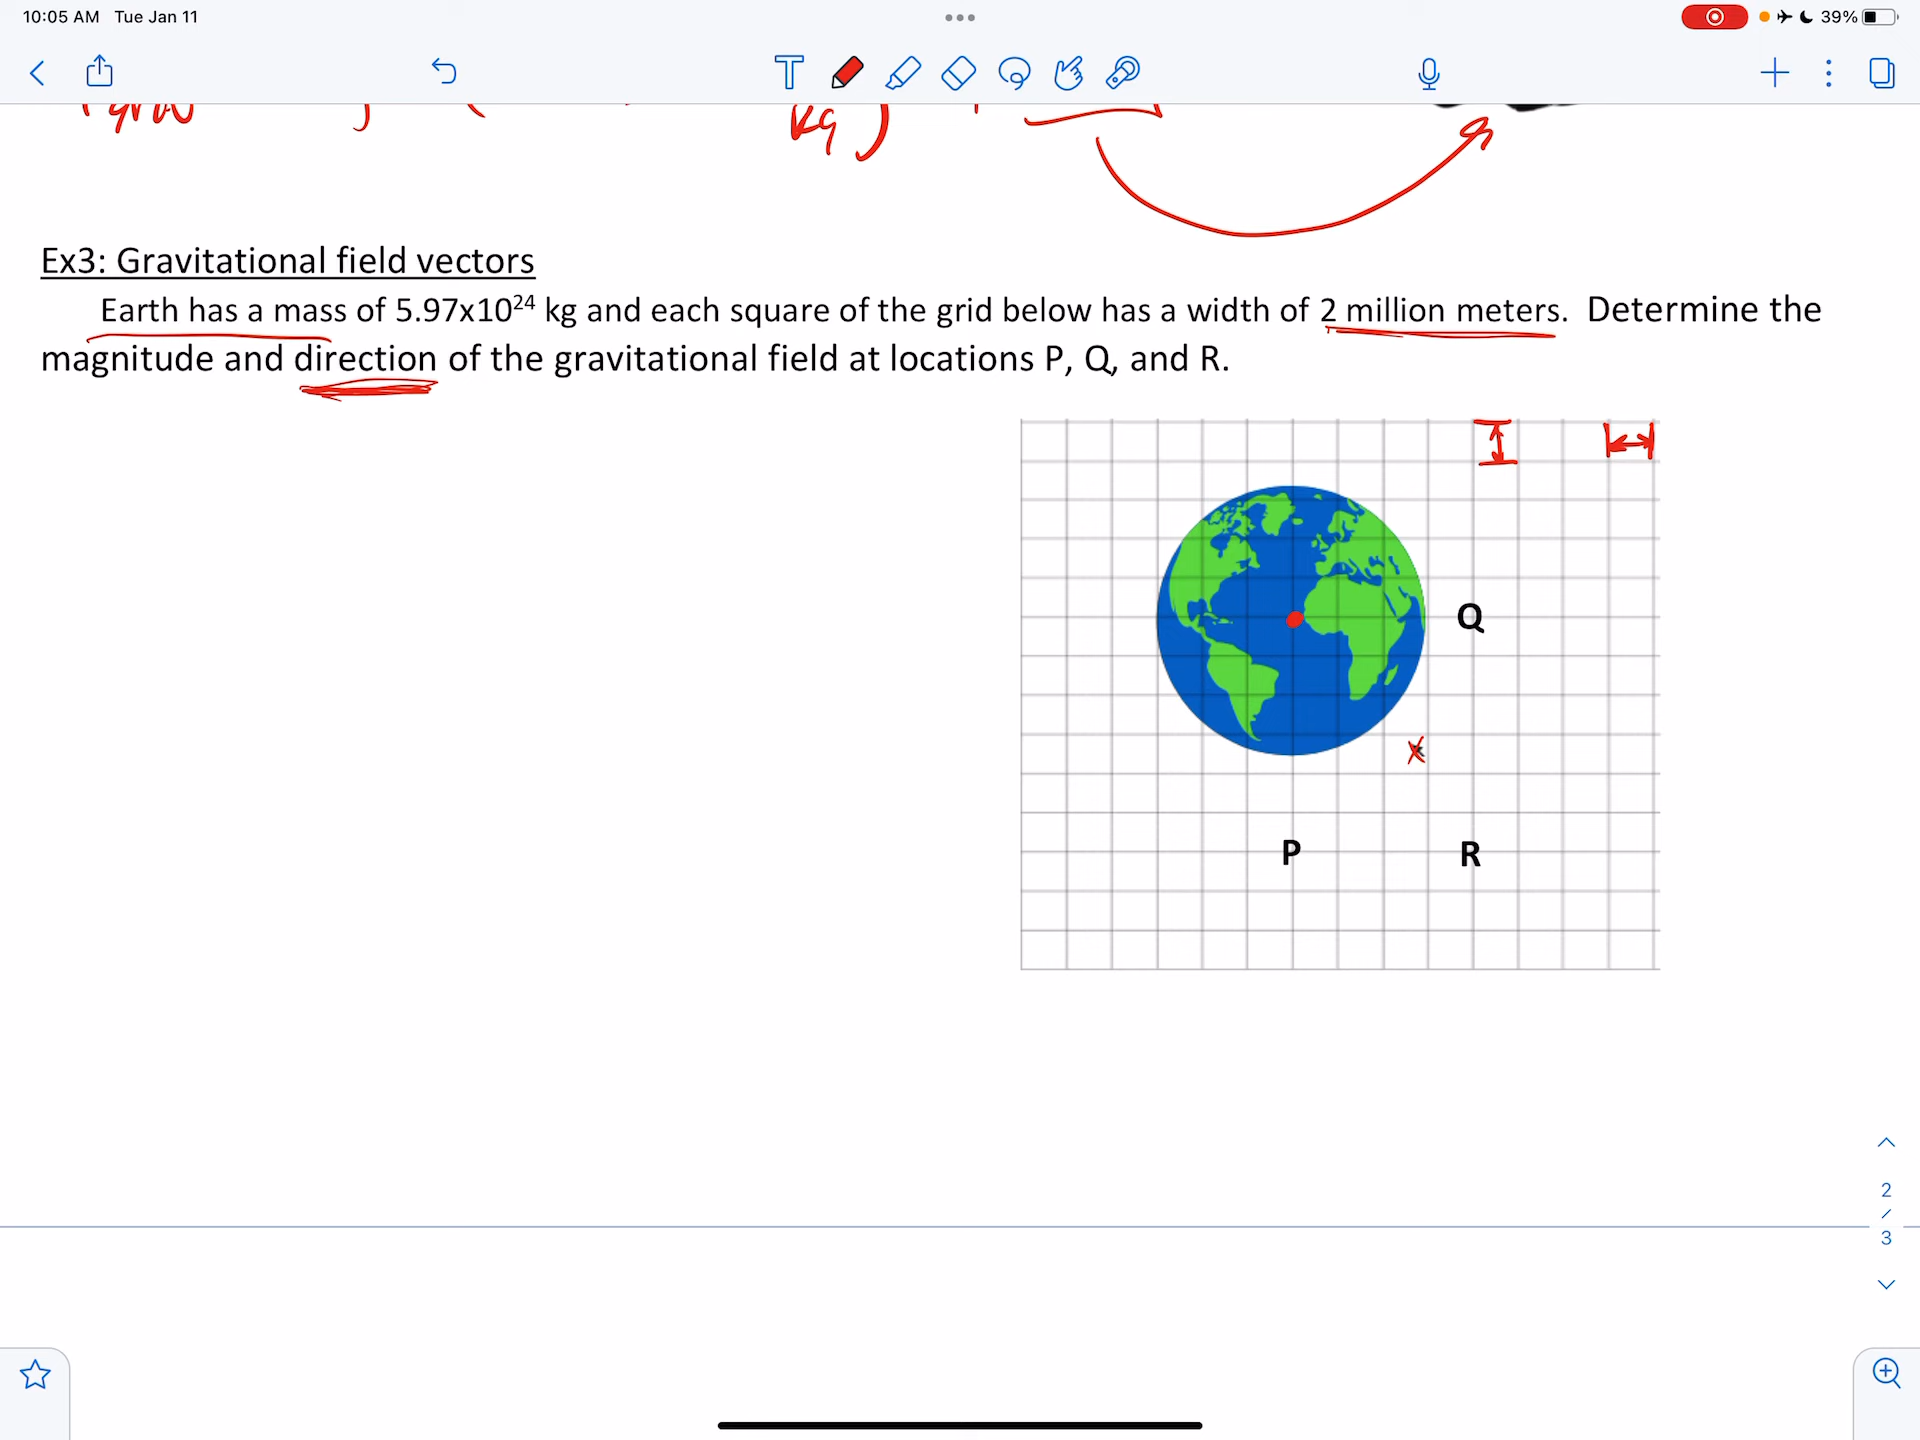 10:05 AM Tue Jan 11
39%
kg)
Ex3: Gravitational field vectors
Earth has a mass of 5.97x10²⁴ kg and each square of the grid below has a width of 2 million meters. Determine the
magnitude and direction of the gravitational field at locations P, Q, and R.
Q
x
P
R
2
/
3